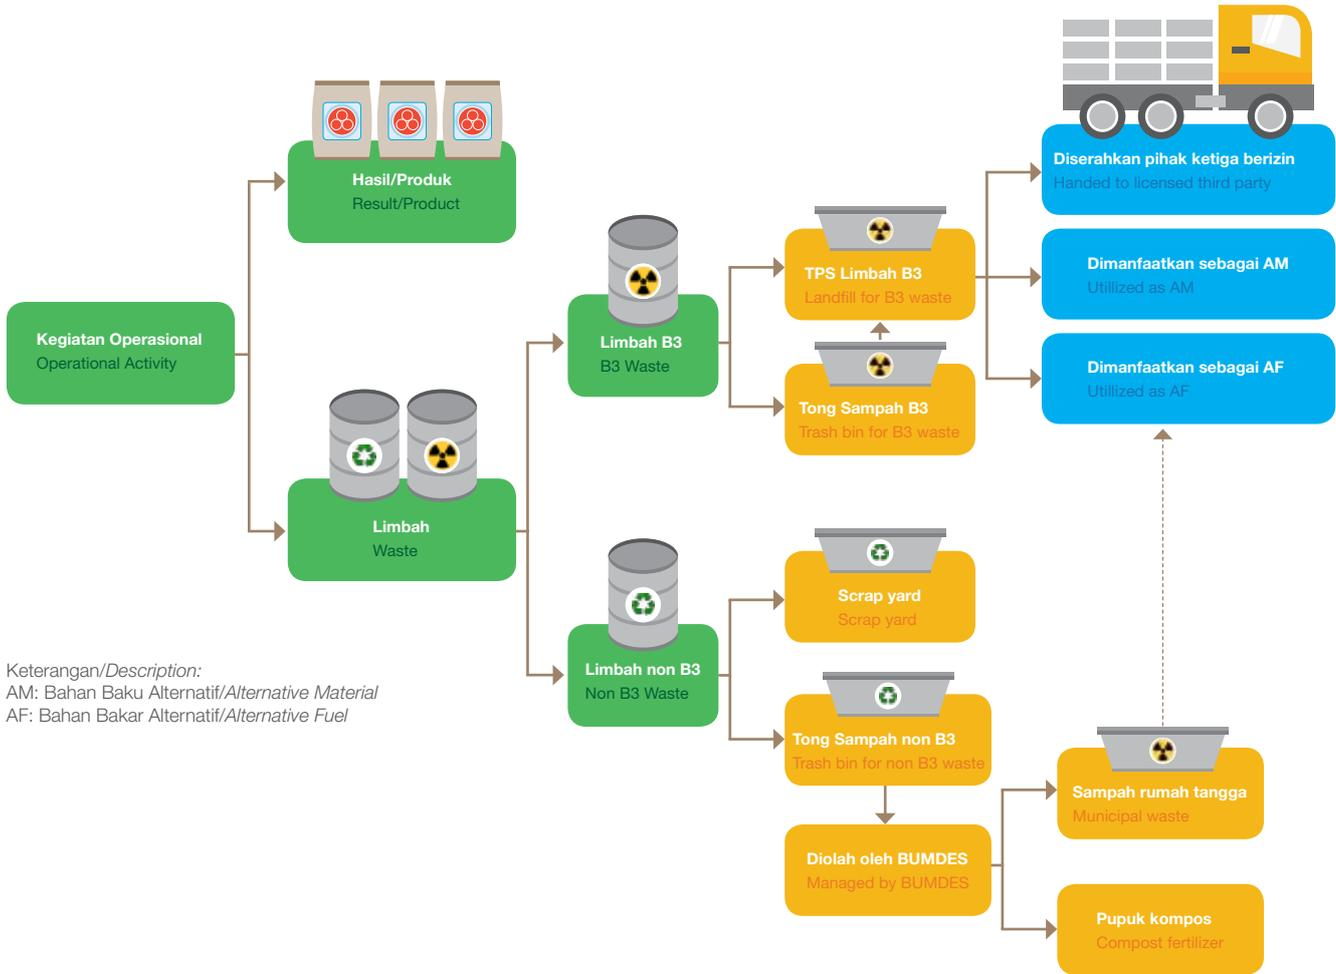 Diserahkan pihak ketiga berizin
Handed to licensed third party
Hasil/Produk
Result/Product
TPS Limbah B3
Landfill for B3 waste
Dimanfaatkan sebagai AM
Utillized as AM
Kegiatan Operasional
Operational Activity
Limbah B3
B3 Waste
Dimanfaatkan sebagai AF
Utillized as AF
Tong Sampah B3
Trash bin for B3 waste
Limbah
Waste
Scrap yard
Scrap yard
Limbah non B3
Non B3 Waste
Keterangan/Description:
AM: Bahan Baku Alternatif/Alternative Material
AF: Bahan Bakar Alternatif/Alternative Fuel
Tong Sampah non B3
Trash bin for non B3 waste
Sampah rumah tangga
Municipal waste
Diolah oleh BUMDES
Managed by BUMDES
Pupuk kompos
Compost fertilizer